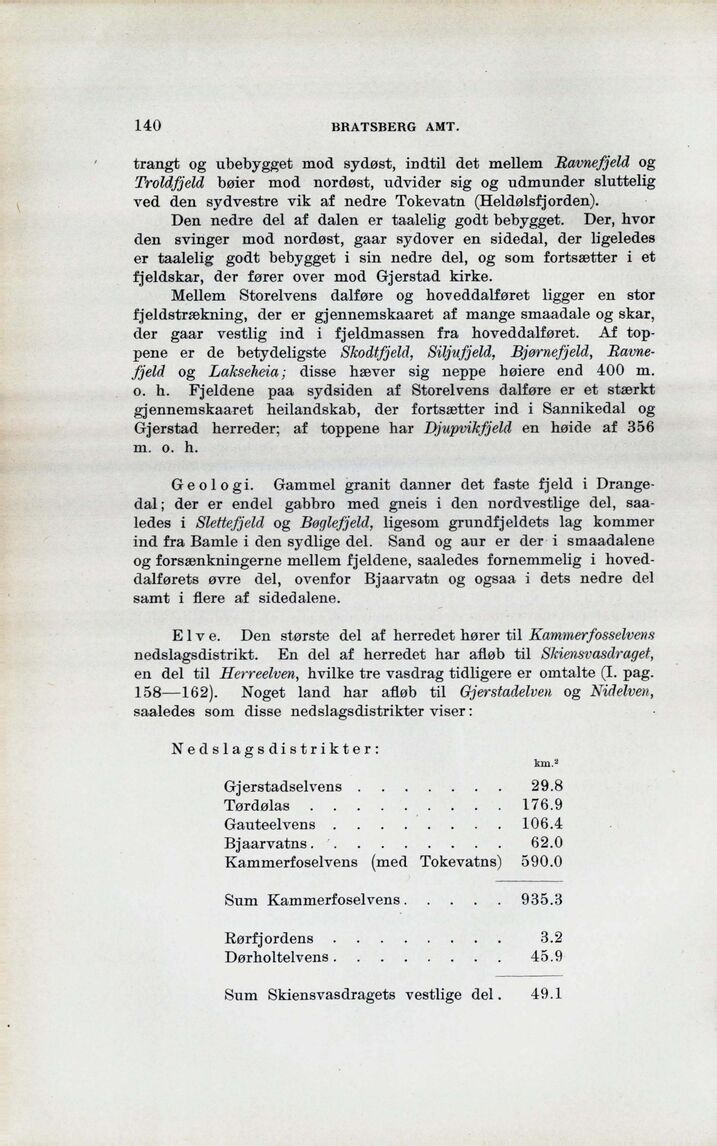 140 BRATSBERG AMT.
trangt og ubebygget mod sydøst, indtil det mellem Ravnefjeld og
Troldfjeld bøier mod nordøst, udvider sig og udmunder sluttelig
ved den sydvestre vik af nedre Tokevatn (Heldølsfjorden).
Den nedre del af dalen er taalelig godt bebygget. Der, hvor
den svinger mod nordøst, gaar sydover en sidedal, der ligeledes
er taalelig godt bebygget i sin nedre del, og som fortsætter i et
fjeldskar, der fører over mod Gjerstad kirke.
Mellem Storelvens dalføre og hoveddalføret ligger en stor
fjeldstrækning, der er gjennemskaaret af mange smaadale og skar,
der gaar vestlig ind i fjeldmassen fra hoveddalføret. Af top-
pene er de betydeligste Skodtfjeld, Siljufjeld, Bjørnefjeld, Ravne-
fjeld og Lakseheia; disse hæver sig neppe høiere end 400 m.
o. h. Fjeldene paa sydsiden af Storelvens dalføre er et stærkt
gjennemskaaret heilandskab, der fortsætter ind i Sannikedal og
Gjerstad herreder; af toppene har Djupvikfjeld en høide af 356
m. o. h.
Geologi. Gammel granit danner det faste fjeld i Drange-
dal; der er endel gabbro med gneis i den nordvestlige del, saa-
ledes i Slettefjeld og Bøglefjeld, ligesom grundfjeldets lag kommer
ind fra Bamle i den sydlige del. Sand og aur er der i smaadalene
og forsænkningerne mellem fjeldene, saaledes fornemmelig i hoved-
dalførets øvre del, ovenfor Bjaarvatn og ogsaa i dets nedre del
samt i flere af sidedalene.
Elve. Den største del af herredet hører til Kammerfosselvens
nedslagsdistrikt. En del af herredet har afløb til Skiensvasdraget,
en del til Herreelven, hvilke tre vasdrag tidligere er omtalte (I. pag.
158—162). Noget land har afløb til Gjerstadelven og Nidelven,
saaledes som disse nedslagsdistrikter viser:
Nedslagsdistrikter:
km.²
Gjerstadselvens . . . . . . . 29.8
Tørdølas . . . . . . . . . 176.9
Gauteelvens . . . . . . . . 106.4
Bjaarvatns . . . . . . . . . 62.0
Kammerfoselvens (med Tokevatns) 590.0
Sum Kammerfoselvens . . . . . 935.3
Rørfjordens . . . . . . . . 3.2
Dørholtelvens . . . . . . . . 45.9
Sum Skiensvasdragets vestlige del . 49.1